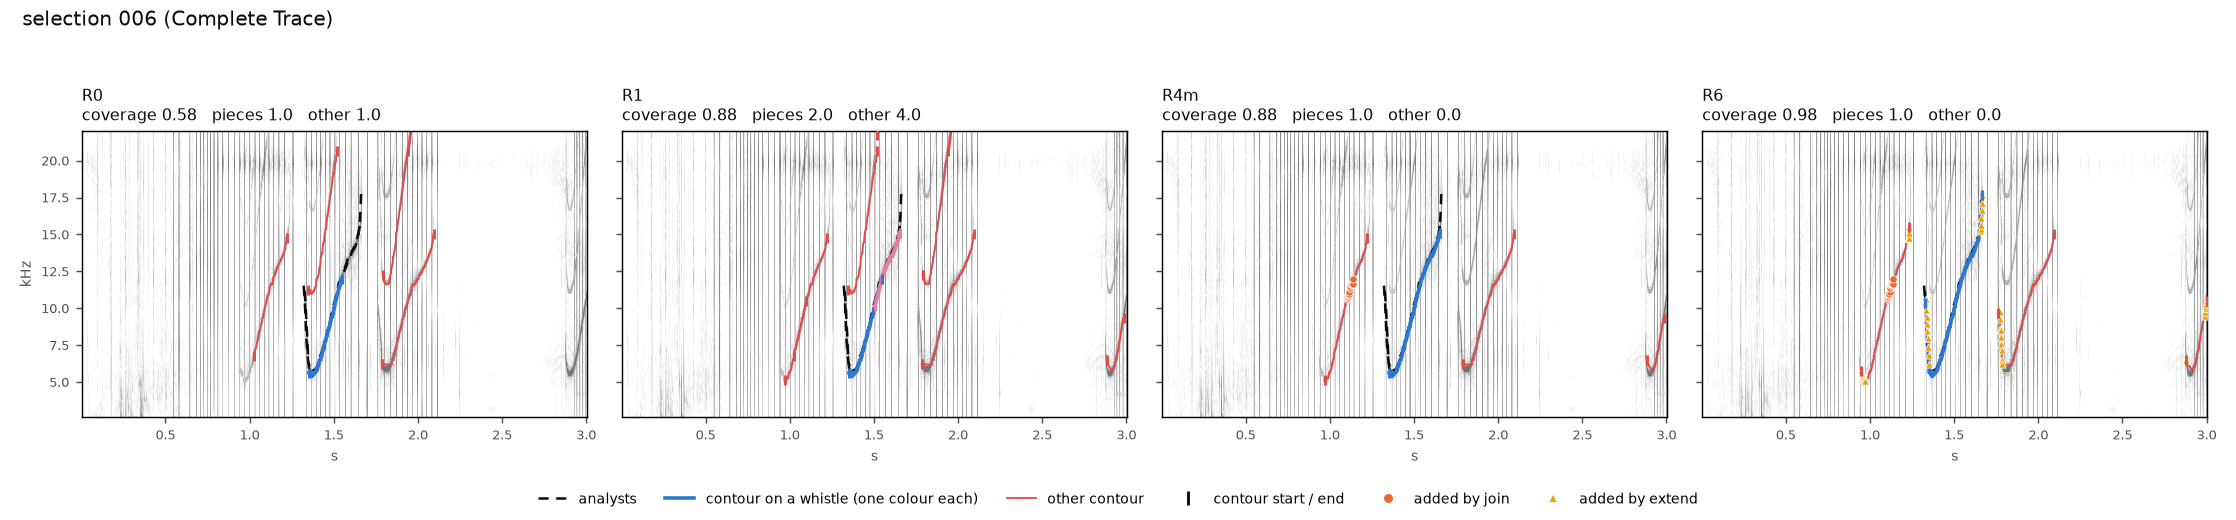 selection 006 (Complete Trace)
R0
coverage 0.58 pieces 1.0 other 1.0
R1
coverage 0.88 pieces 2.0 other 4.0
R4m
coverage 0.88 pieces 1.0 other 0.0
R6
coverage 0.98 pieces 1.0 other 0.0
20.0
17.5
15.0
12.5
10.0
7.5
5.0
kHz
0.5 1.0 1.5 2.0 2.5 3.0
s
0.5 1.0 1.5 2.0 2.5 3.0
s
0.5 1.0 1.5 2.0 2.5 3.0
s
0.5 1.0 1.5 2.0 2.5 3.0
s
analysts
contour on a whistle (one colour each)
other contour
contour start / end
added by join
added by extend